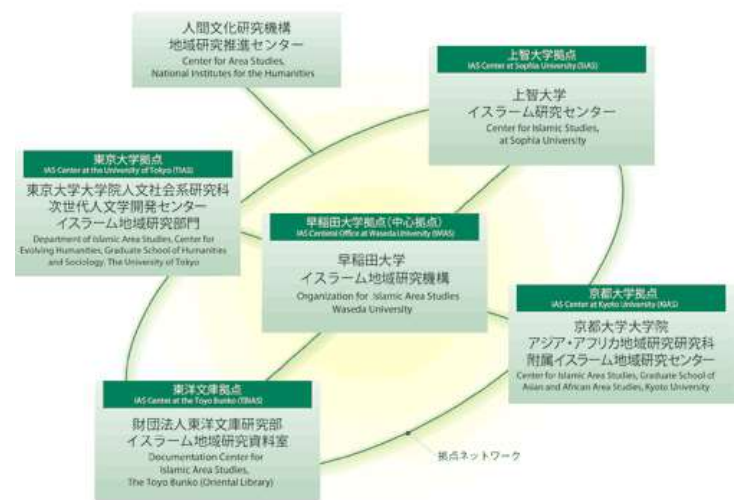 人間文化研究機構
地域研究推進センター
Center for Area Studies,
National Institutes for the Humanities
上智大学拠点
IAS Center at Sophia University (SIAS)
上智大学
イスラーム研究センター
Center for Islamic Studies,
at Sophia University
東京大学拠点
IAS Center at the University of Tokyo (TIAS)
東京大学大学院人文社会系研究科
次世代人文学開発センター
イスラーム地域研究部門
Department of Islamic Area Studies, Center for
Evolving Humanities, Graduate School of Humanities
and Sociology, The University of Tokyo
早稲田大学拠点(中心拠点)
IAS Centeral Office at Waseda University (WIAS)
早稲田大学
イスラーム地域研究機構
Organization for Islamic Area Studies
Waseda University
京都大学拠点
IAS Center at Kyoto University (KIAS)
京都大学大学院
アジア・アフリカ地域研究研究科
附属イスラーム地域研究センター
Center for Islamic Area Studies, Graduate School of
Asian and African Area Studies, Kyoto University
東洋文庫拠点
IAS Center at the Toyo Bunko (TBIAS)
財団法人東洋文庫研究部
イスラーム地域研究資料室
Documentation Center for
Islamic Area Studies,
The Toyo Bunko (Oriental Library)
拠点ネットワーク